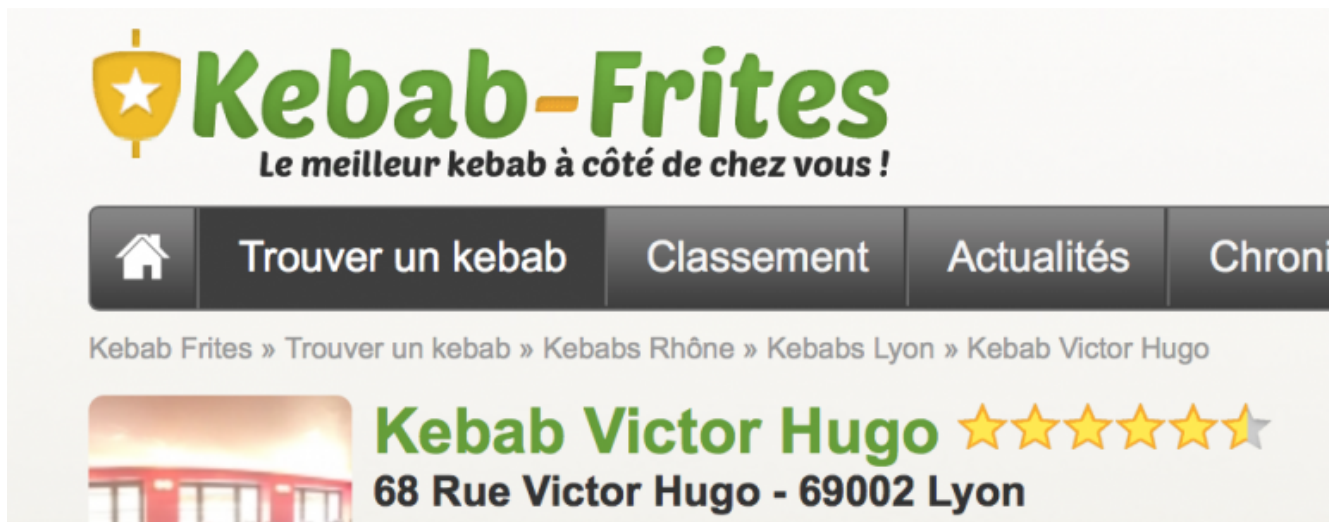 Kebab-Frites
Le meilleur kebab à côté de chez vous !
Trouver un kebab Classement Actualités
Kebab Frites » Trouver un kebab » Kebabs Rhône » Kebabs Lyon » Kebab Victor Hugo
Kebab Victor Hugo
68 Rue Victor Hugo - 69002 Lyon